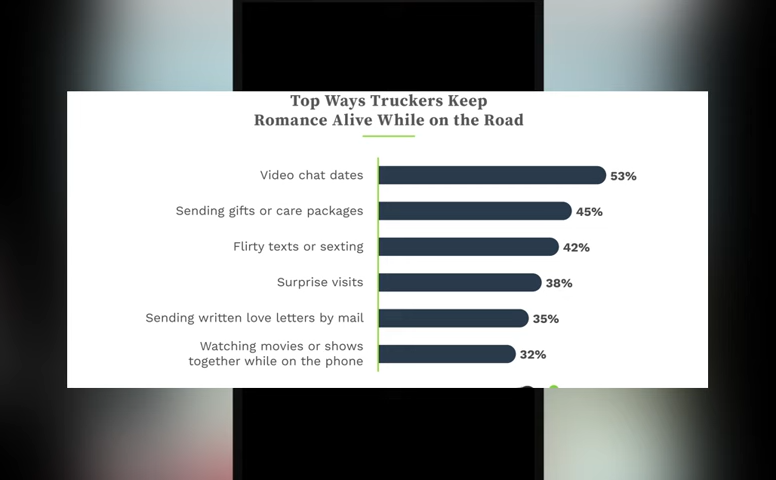 Top Ways Truckers Keep
Romance Alive While on the Road
Video chat dates 53%
Sending gifts or care packages 45%
Flirty texts or sexting 42%
Surprise visits 38%
Sending written love letters by mail 35%
Watching movies or shows
together while on the phone 32%